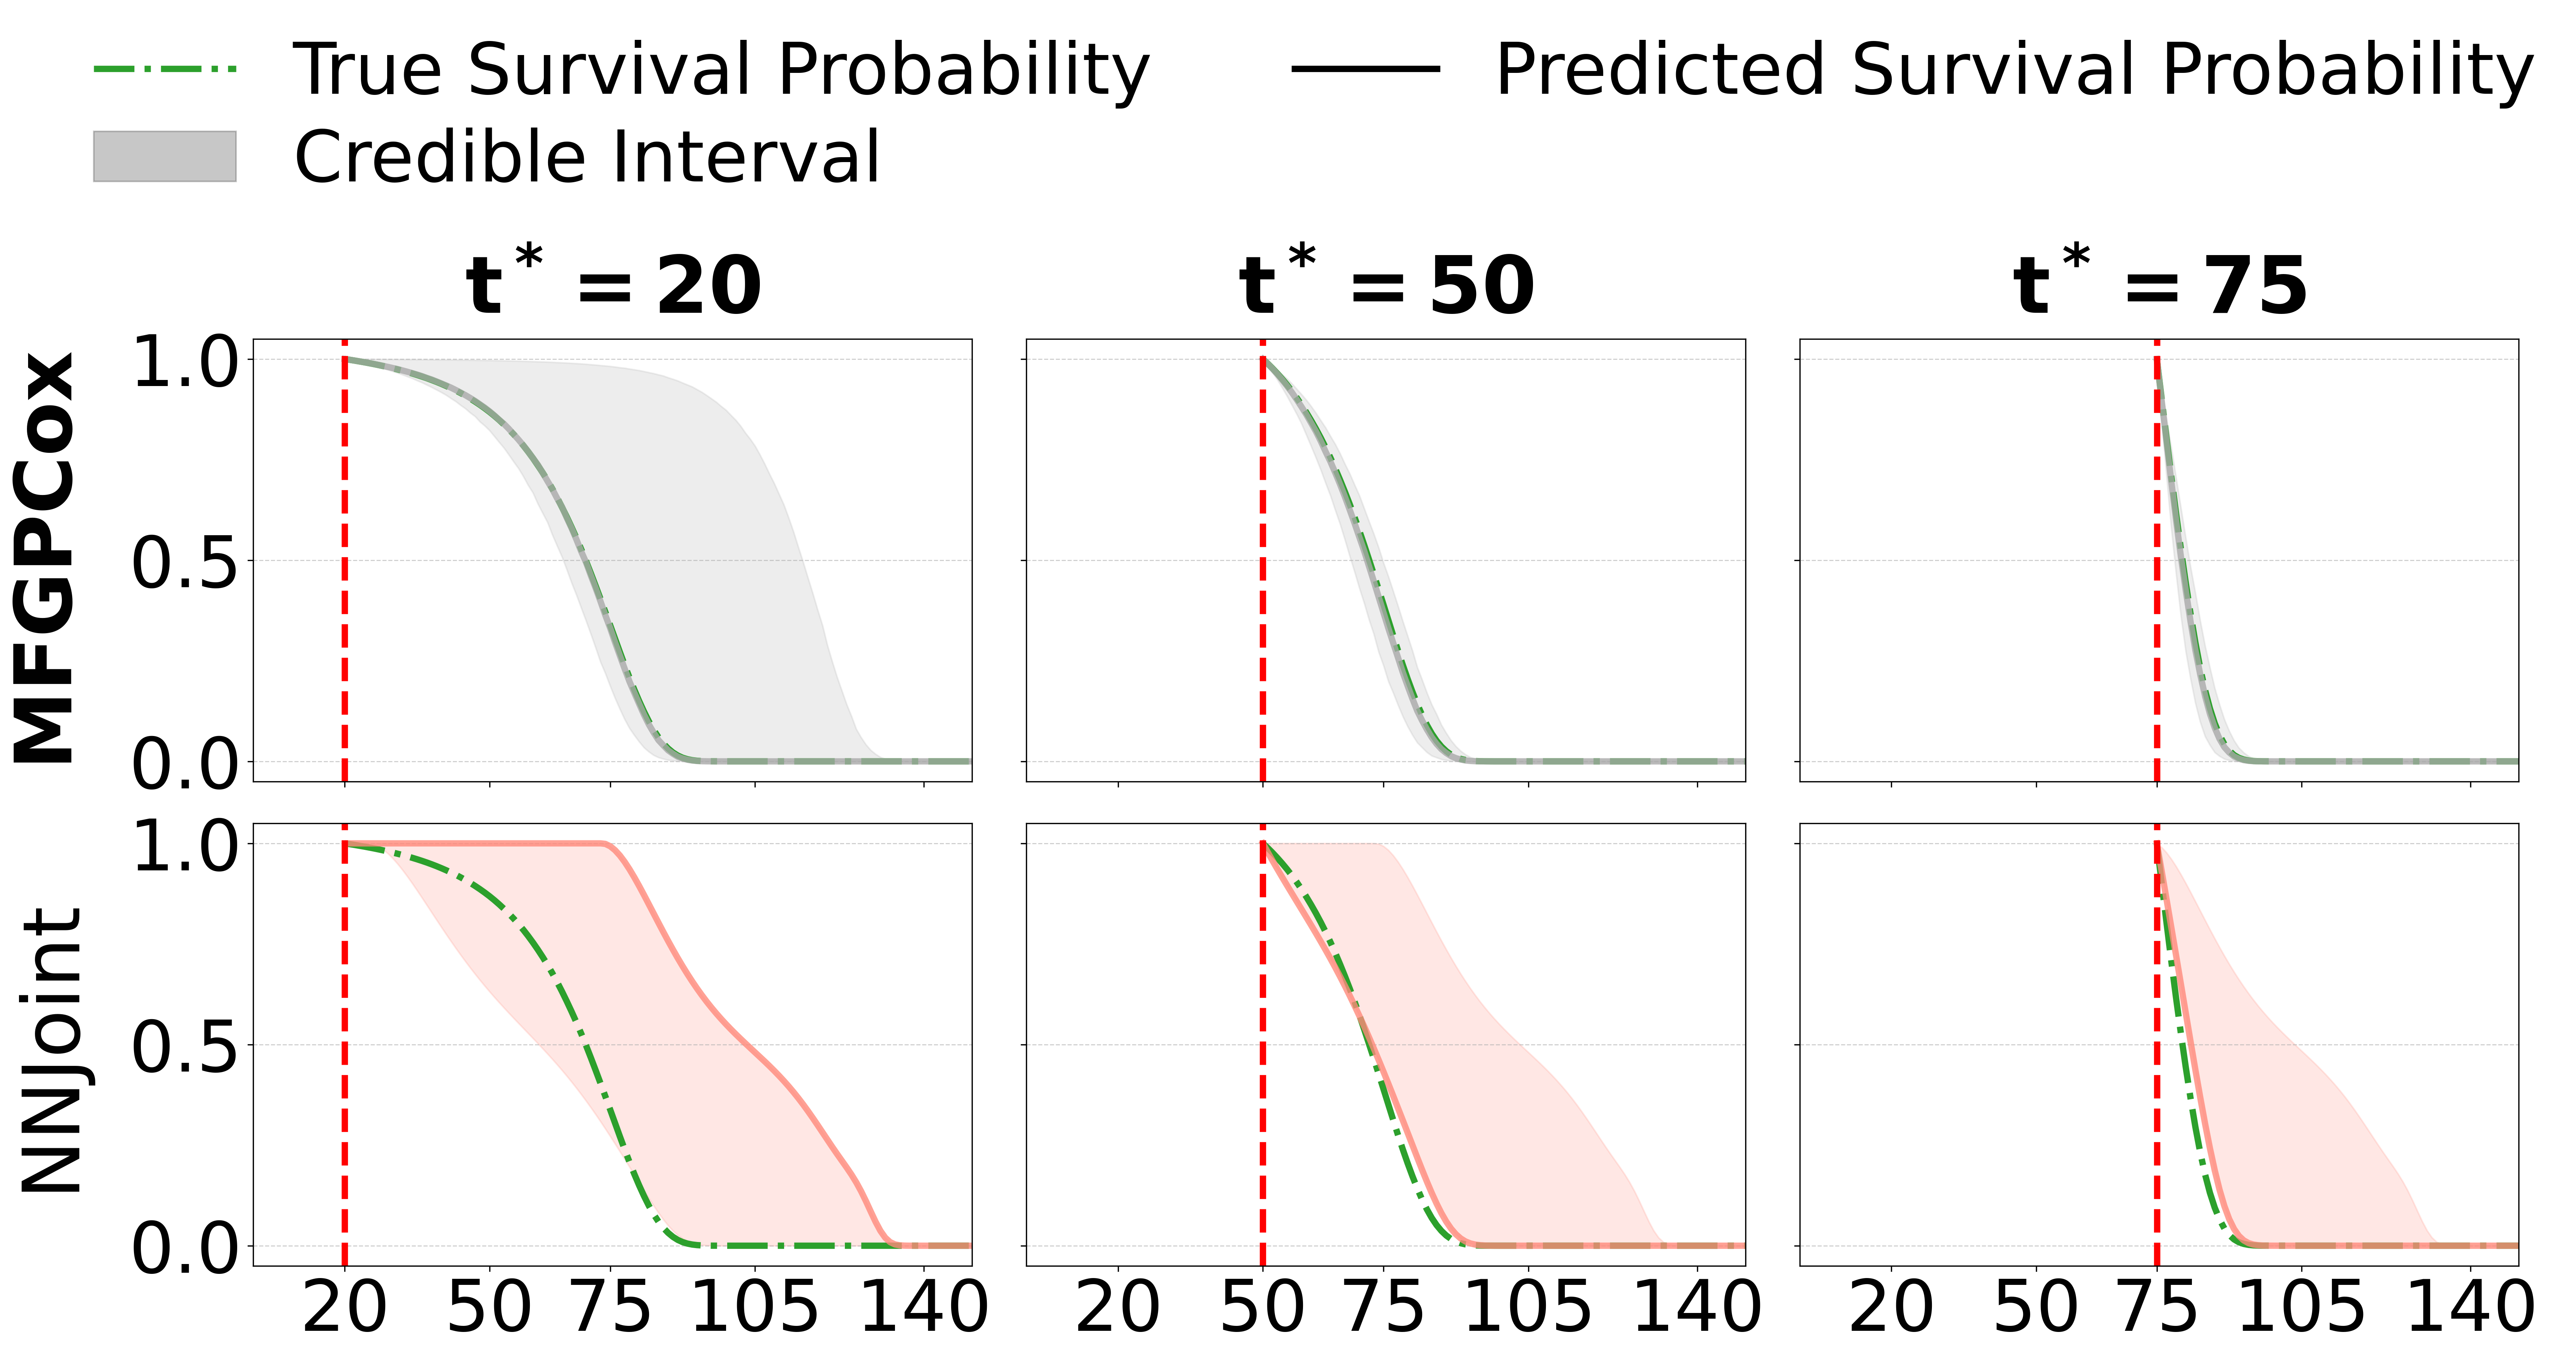 True Survival Probability
Predicted Survival Probability
Credible Interval
t* = 20
t* = 50
t* = 75
MFGPCox
1.0
0.5
0.0
NNJoint
1.0
0.5
0.0
20 50 75 105 140
20 50 75 105 140
20 50 75 105 140